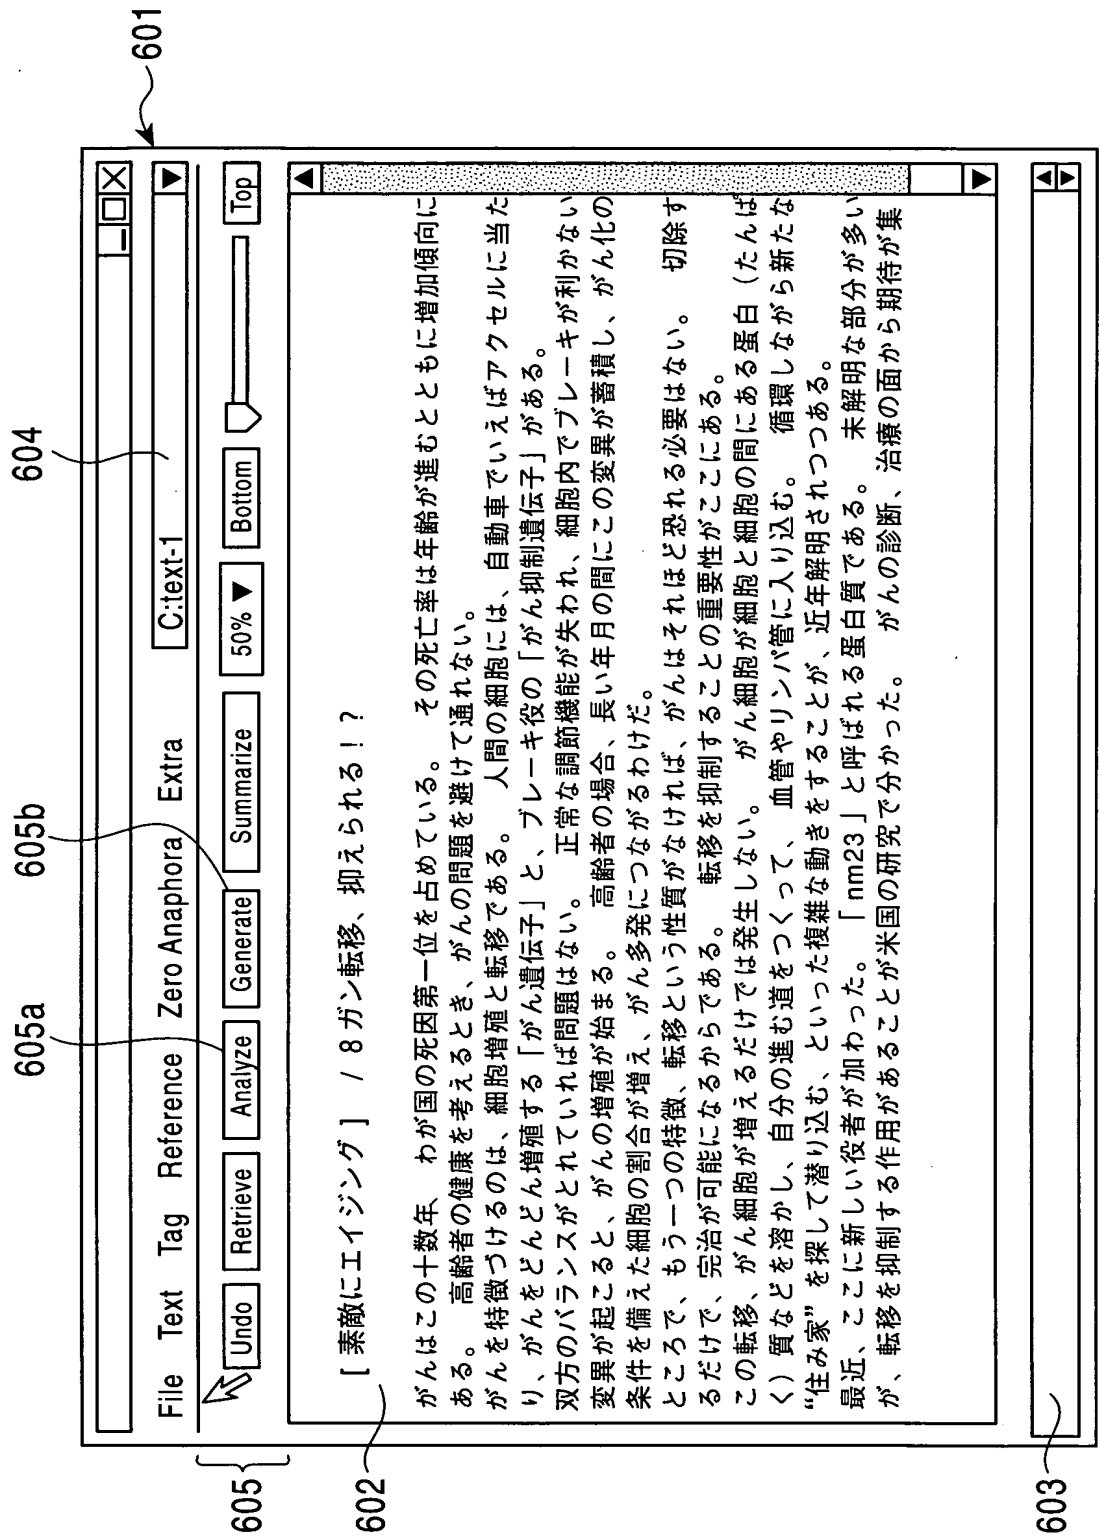 601
604
605b
605a
File Text Tag Reference Zero Anaphora Extra
C:text-1
Undo Retrieve Analyze Generate Summarize 50% ▼ Bottom Top
605
602
[ 素敵にエイジング ] / 8ガン転移、抑えられる！？
がんはこの十数年、 わが国の死因第一位を占めている。 その死亡率は年齢が進むとともに増加傾向に
ある。 高齢者の健康を考えるとき、がんの問題を避けて通れない。
がんを特徴づけるのは、細胞増殖と転移である。 人間の細胞には、自動車でいえばアクセルに当た
り、がんをどんどん増殖する「がん遺伝子」と、ブレーキ役の「がん抑制遺伝子」がある。
双方のバランスがとれていれば問題はない。 正常な調節機能が失われ、細胞内でブレーキが利かない
変異が起こると、がんの増殖が始まる。 高齢者の場合、長い年月の間にこの変異が蓄積し、がん化の
条件を備えた細胞の割合が増え、がん多発につながるわけだ。
ところで、もう一つの特徴、転移という性質がなければ、がんはそれほど恐れる必要はない。 切除す
るだけで、完治が可能になるからである。 転移を抑制することの重要性がここにある。
この転移、がん細胞が増えるだけでは発生しない。 がん細胞が細胞と細胞の間にある蛋白（たんぱ
く）質などを溶かし、自分の進む道をつくって、 血管やリンパ管に入り込む。 循環しながら新たな
“住み家”を探して潜り込む、といった複雑な動きをすることが、近年解明されつつある。
最近、ここに新しい役者が加わった。「nm23」と呼ばれる蛋白質である。 未解明な部分が多い
が、 転移を抑制する作用があることが米国の研究で分かった。 がんの診断、治療の面から期待が集
603